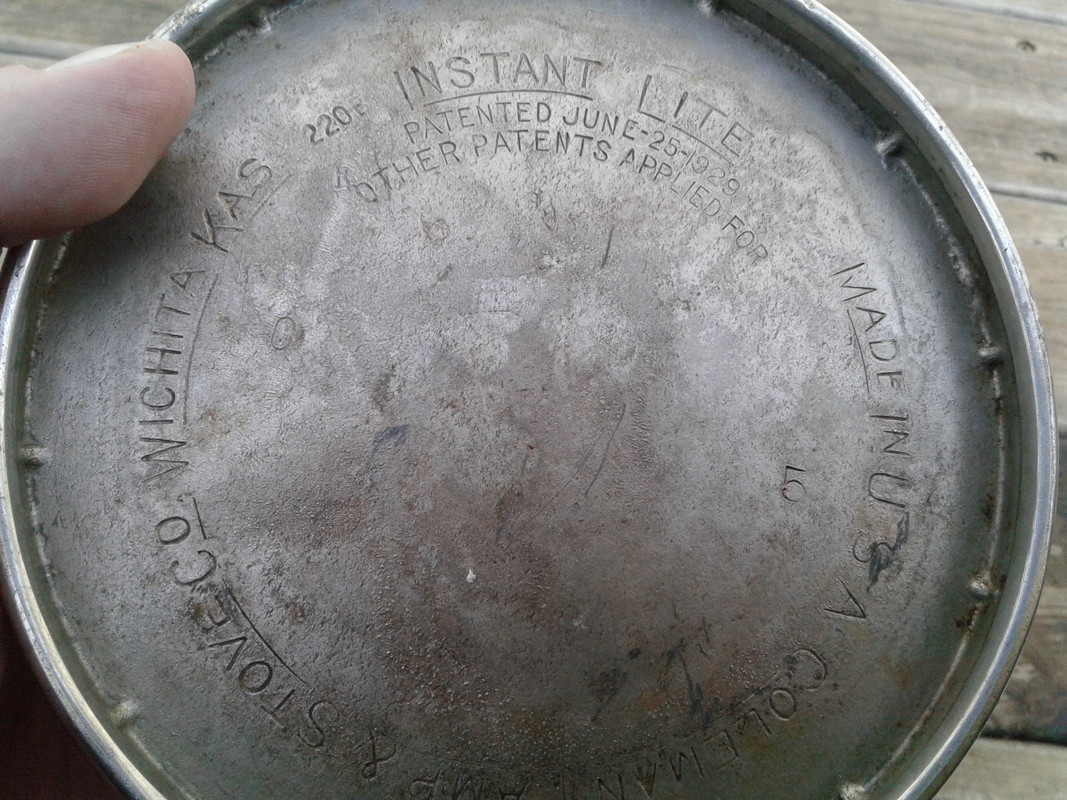 INSTANT LITE
PATENTED JUNE-25-1929
OTHER PATENTS APPLIED FOR
MADE IN U S A
COLEMAN LAMP & STOVE CO. WICHITA KAS
220C
5